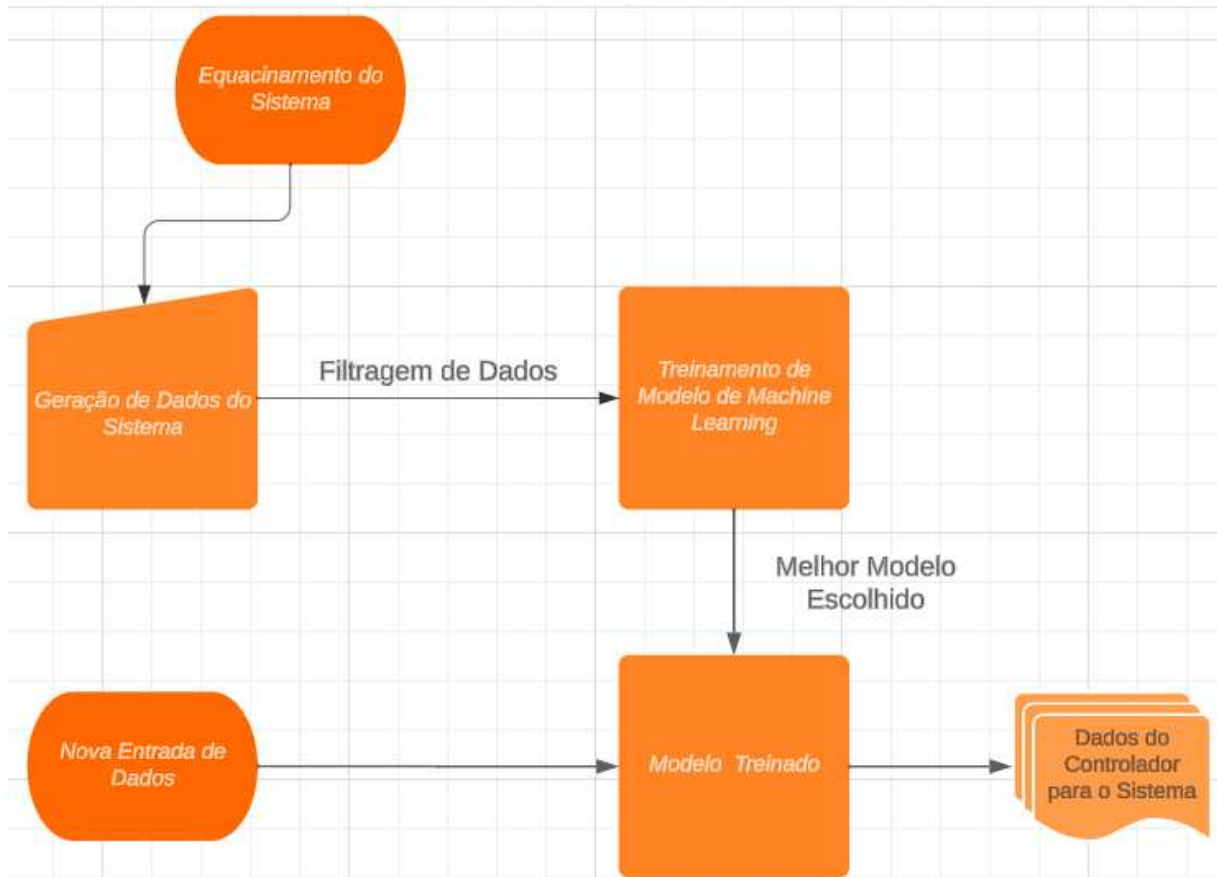 Equacinamento do
Sistema
Filtragem de Dados
Geração de Dados do
Sistema
Treinamento de
Modelo de Machine
Learning
Melhor Modelo
Escolhido
Nova Entrada de
Dados
Modelo Treinado
Dados do
Controlador
para o Sistema